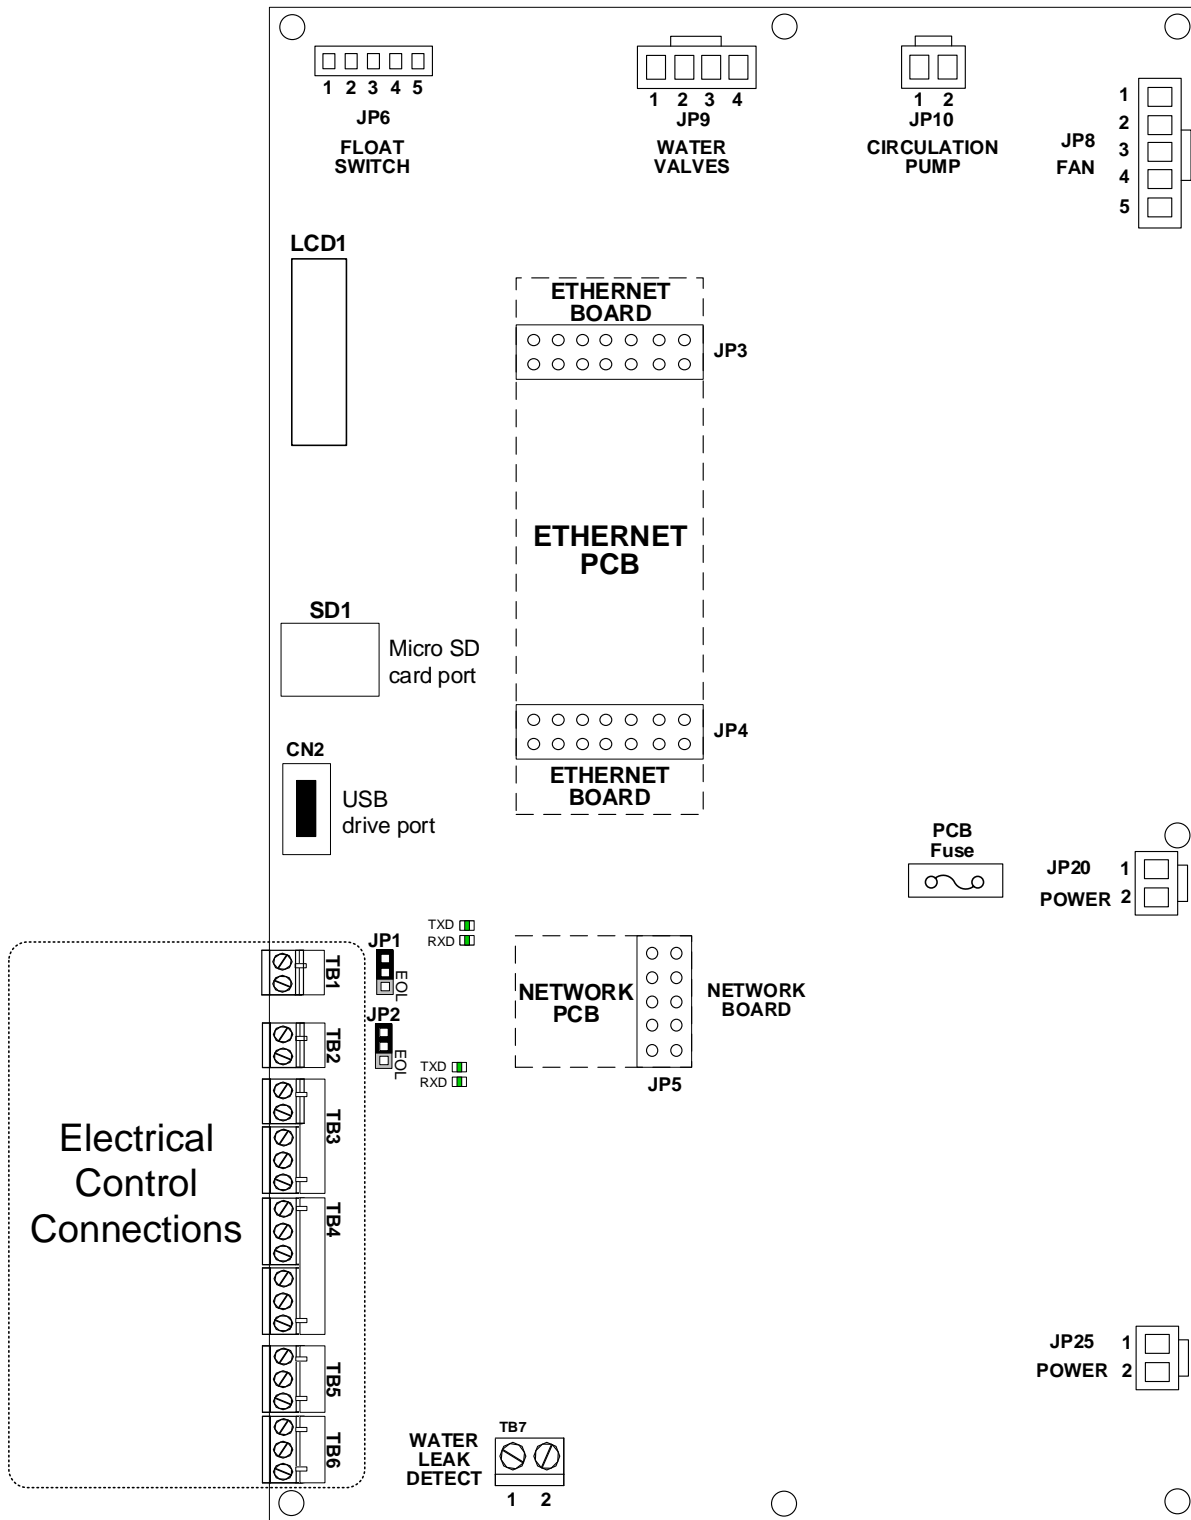 1 2 3 4 5
JP6
FLOAT
SWITCH
1 2 3 4
JP9
WATER
VALVES
1 2
JP10
CIRCULATION
PUMP
1
2
3
4
5
JP8
FAN
LCD1
ETHERNET
BOARD
JP3
ETHERNET
PCB
SD1
Micro SD
card port
JP4
ETHERNET
BOARD
CN2
USB
drive port
PCB
Fuse
JP20
POWER
1
2
TXD
RXD
JP1
EOL
TB1
NETWORK
PCB
NETWORK
BOARD
JP5
JP2
EOL
TB2
TXD
RXD
TB3
Electrical
Control
Connections
TB4
TB5
TB6
JP25
POWER
1
2
WATER
LEAK
DETECT
TB7
1 2